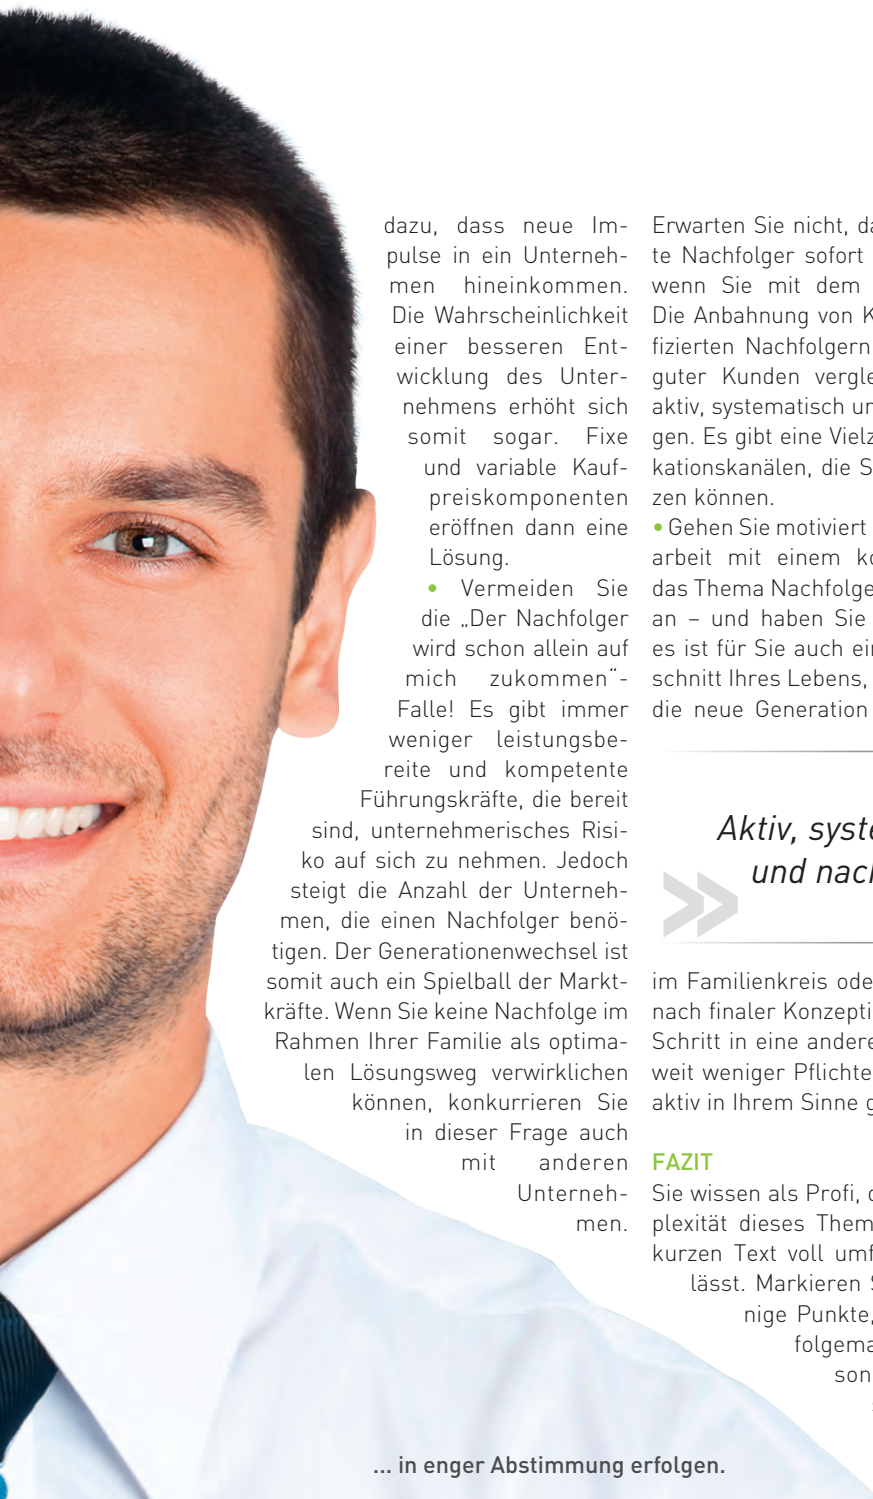 dazu, dass neue Im-
pulse in ein Unterneh-
men hineinkommen.
Die Wahrscheinlichkeit
einer besseren Ent-
wicklung des Unter-
nehmens erhöht sich
somit sogar. Fixe
und variable Kauf-
preiskomponenten
eröffnen dann eine
Lösung.
• Vermeiden Sie
die „Der Nachfolger
wird schon allein auf
mich zukommen“-
Falle! Es gibt immer
weniger leistungsbe-
reite und kompetente
Führungskräfte, die bereit
sind, unternehmerisches Risi-
ko auf sich zu nehmen. Jedoch
steigt die Anzahl der Unterneh-
men, die einen Nachfolger benö-
tigen. Der Generationenwechsel ist
somit auch ein Spielball der Markt-
kräfte. Wenn Sie keine Nachfolge im
Rahmen Ihrer Familie als optima-
len Lösungsweg verwirklichen
können, konkurrieren Sie
in dieser Frage auch
mit anderen
Unterneh-
men.
Erwarten Sie nicht, da
te Nachfolger sofort
wenn Sie mit dem
Die Anbahnung von K
fizierten Nachfolgern
guter Kunden vergle
aktiv, systematisch un
gen. Es gibt eine Vielz
kationskanälen, die S
zen können.
• Gehen Sie motiviert
arbeit mit einem ko
das Thema Nachfolge
an – und haben Sie
es ist für Sie auch ein
schnitt Ihres Lebens,
die neue Generation
Aktiv, syste
» und nach
im Familienkreis ode
nach finaler Konzepti
Schritt in eine andere
weit weniger Pflichte
aktiv in Ihrem Sinne g
FAZIT
Sie wissen als Profi, d
plexität dieses Them
kurzen Text voll umf
lässt. Markieren S
nige Punkte,
folgema
son
... in enger Abstimmung erfolgen.